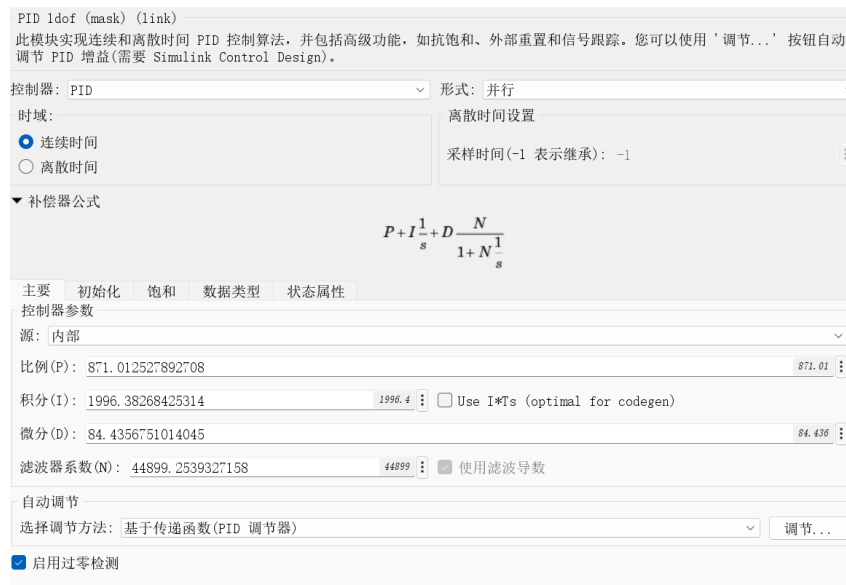 PID 1dof (mask) (link)
此模块实现连续和离散时间 PID 控制算法，并包括高级功能，如抗饱和、外部重置和信号跟踪。您可以使用 '调节...' 按钮自动
调节 PID 增益(需要 Simulink Control Design)。
控制器: PID 形式: 并行
时域: 离散时间设置
连续时间
离散时间
采样时间(-1 表示继承): -1
补偿器公式
P+I 1/s + D N/(1+N 1/s)
主要 初始化 饱和 数据类型 状态属性
控制器参数
源: 内部
比例(P): 871.012527892708 871.01
积分(I): 1996.38268425314 1996.4 Use I*Ts (optimal for codegen)
微分(D): 84.4356751014045 84.436
滤波器系数(N): 44899.2539327158 44899 使用滤波导数
自动调节
选择调节方法: 基于传递函数(PID 调节器) 调节...
启用过零检测